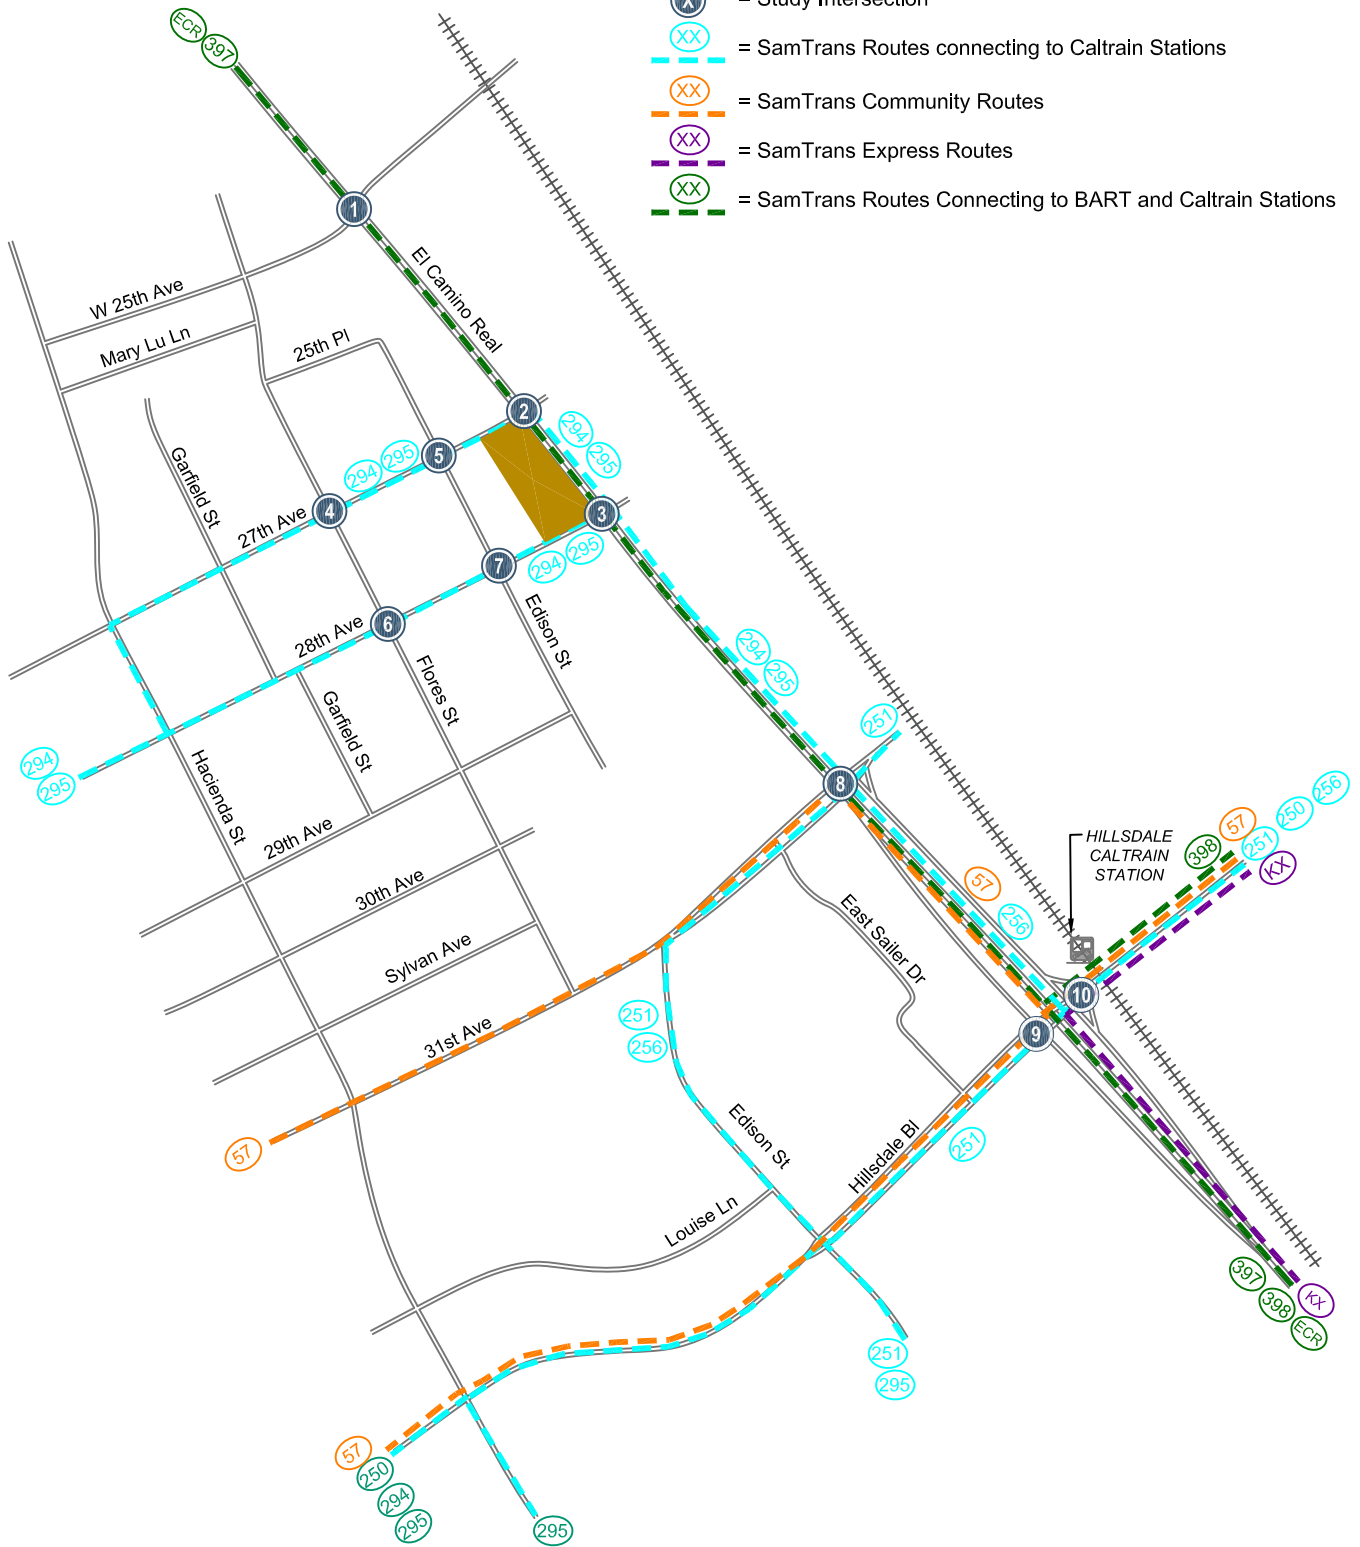 X
= Study Intersection
XX
= SamTrans Routes connecting to Caltrain Stations
XX
= SamTrans Community Routes
XX
= SamTrans Express Routes
XX
= SamTrans Routes Connecting to BART and Caltrain Stations
ECR
397
1
El Camino Real
W 25th Ave
Mary Lu Ln
25th Pl
2
294
295
Garfield St
294
295
5
4
27th Ave
3
294
295
7
28th Ave
6
Edison St
Flores St
Garfield St
294
295
251
294
295
Hacienda St
8
29th Ave
HILLSDALE
CALTRAIN
STATION
398
57
251
250
256
KX
57
256
30th Ave
East Sailer Dr
Sylvan Ave
10
9
251
256
31st Ave
57
Edison St
251
Hillsdale Bl
Louise Ln
397
398
ECR
KX
251
295
57
250
294
295
295